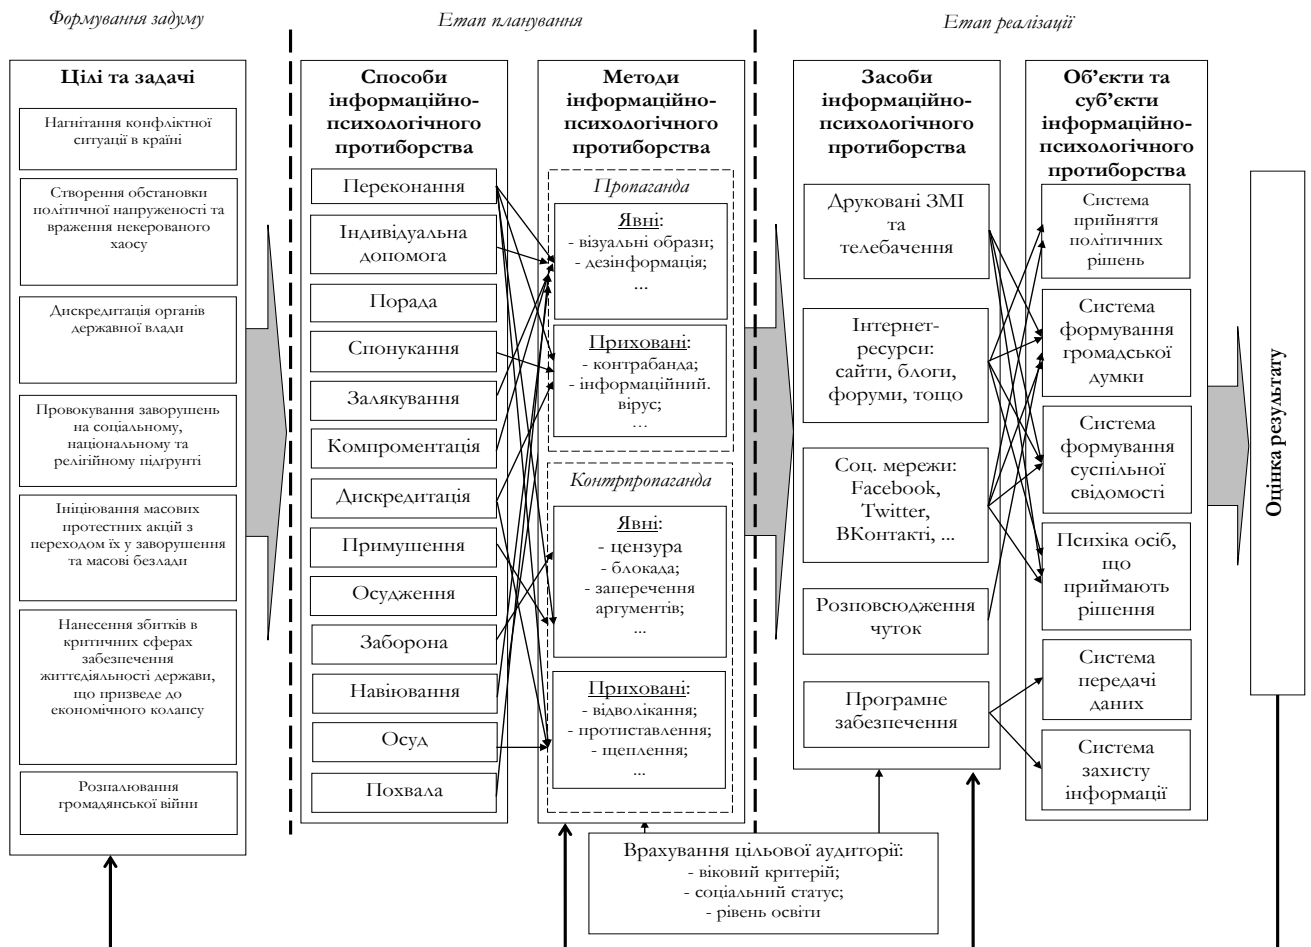 Формування задуму
Етап планування
Етап реалізації
Цілі та задачі
Нагнітання конфліктної
ситуації в країні
Створення обстановки
політичної напруженості та
враження некерованого
хаосу
Дискредитація органів
державної влади
Провокування заворушень
на соціальному,
національному та
релігійному підґрунті
Ініціювання масових
протестних акцій з
переходом їх у заворушення
та масові безлади
Нанесення збитків в
критичних сферах
забезпечення
життєдіяльності держави,
що призведе до
економічного колапсу
Розпалювання
громадянської війни
Способи
інформаційно-
психологічного
протиборства
Переконання
Індивідуальна
допомога
Порада
Спонукання
Залякування
Компроментація
Дискредитація
Примушення
Осудження
Заборона
Навіювання
Осуд
Похвала
Методи
інформаційно-
психологічного
протиборства
Пропаганда
Явні:
- візуальні образи;
- дезінформація;
...
Приховані:
- контрабанда;
- інформаційний.
вірус;
...
Контрпропаганда
Явні:
- цензура
- блокада;
- заперечення
аргументів;
...
Приховані:
- відволікання;
- протиставлення;
- щеплення;
...
Засоби
інформаційно-
психологічного
протиборства
Друковані ЗМІ
та
телебачення
Інтернет-
ресурси:
сайти, блоги,
форуми, тощо
Соц. мережи:
Facebook,
Twitter,
ВКонтакті, ...
Розповсюдження
чуток
Програмне
забезпечення
Об’єкти та
суб’єкти
інформаційно-
психологічного
протиборства
Система
прийняття
політичних
рішень
Система
формування
громадської
думки
Система
формування
суспільної
свідомості
Психіка осіб,
що
приймають
рішення
Система
передачі
даних
Система
захисту
інформації
Оцінка результату
Врахування цільової аудиторії:
- віковий критерій;
- соціальний статус;
- рівень освіти